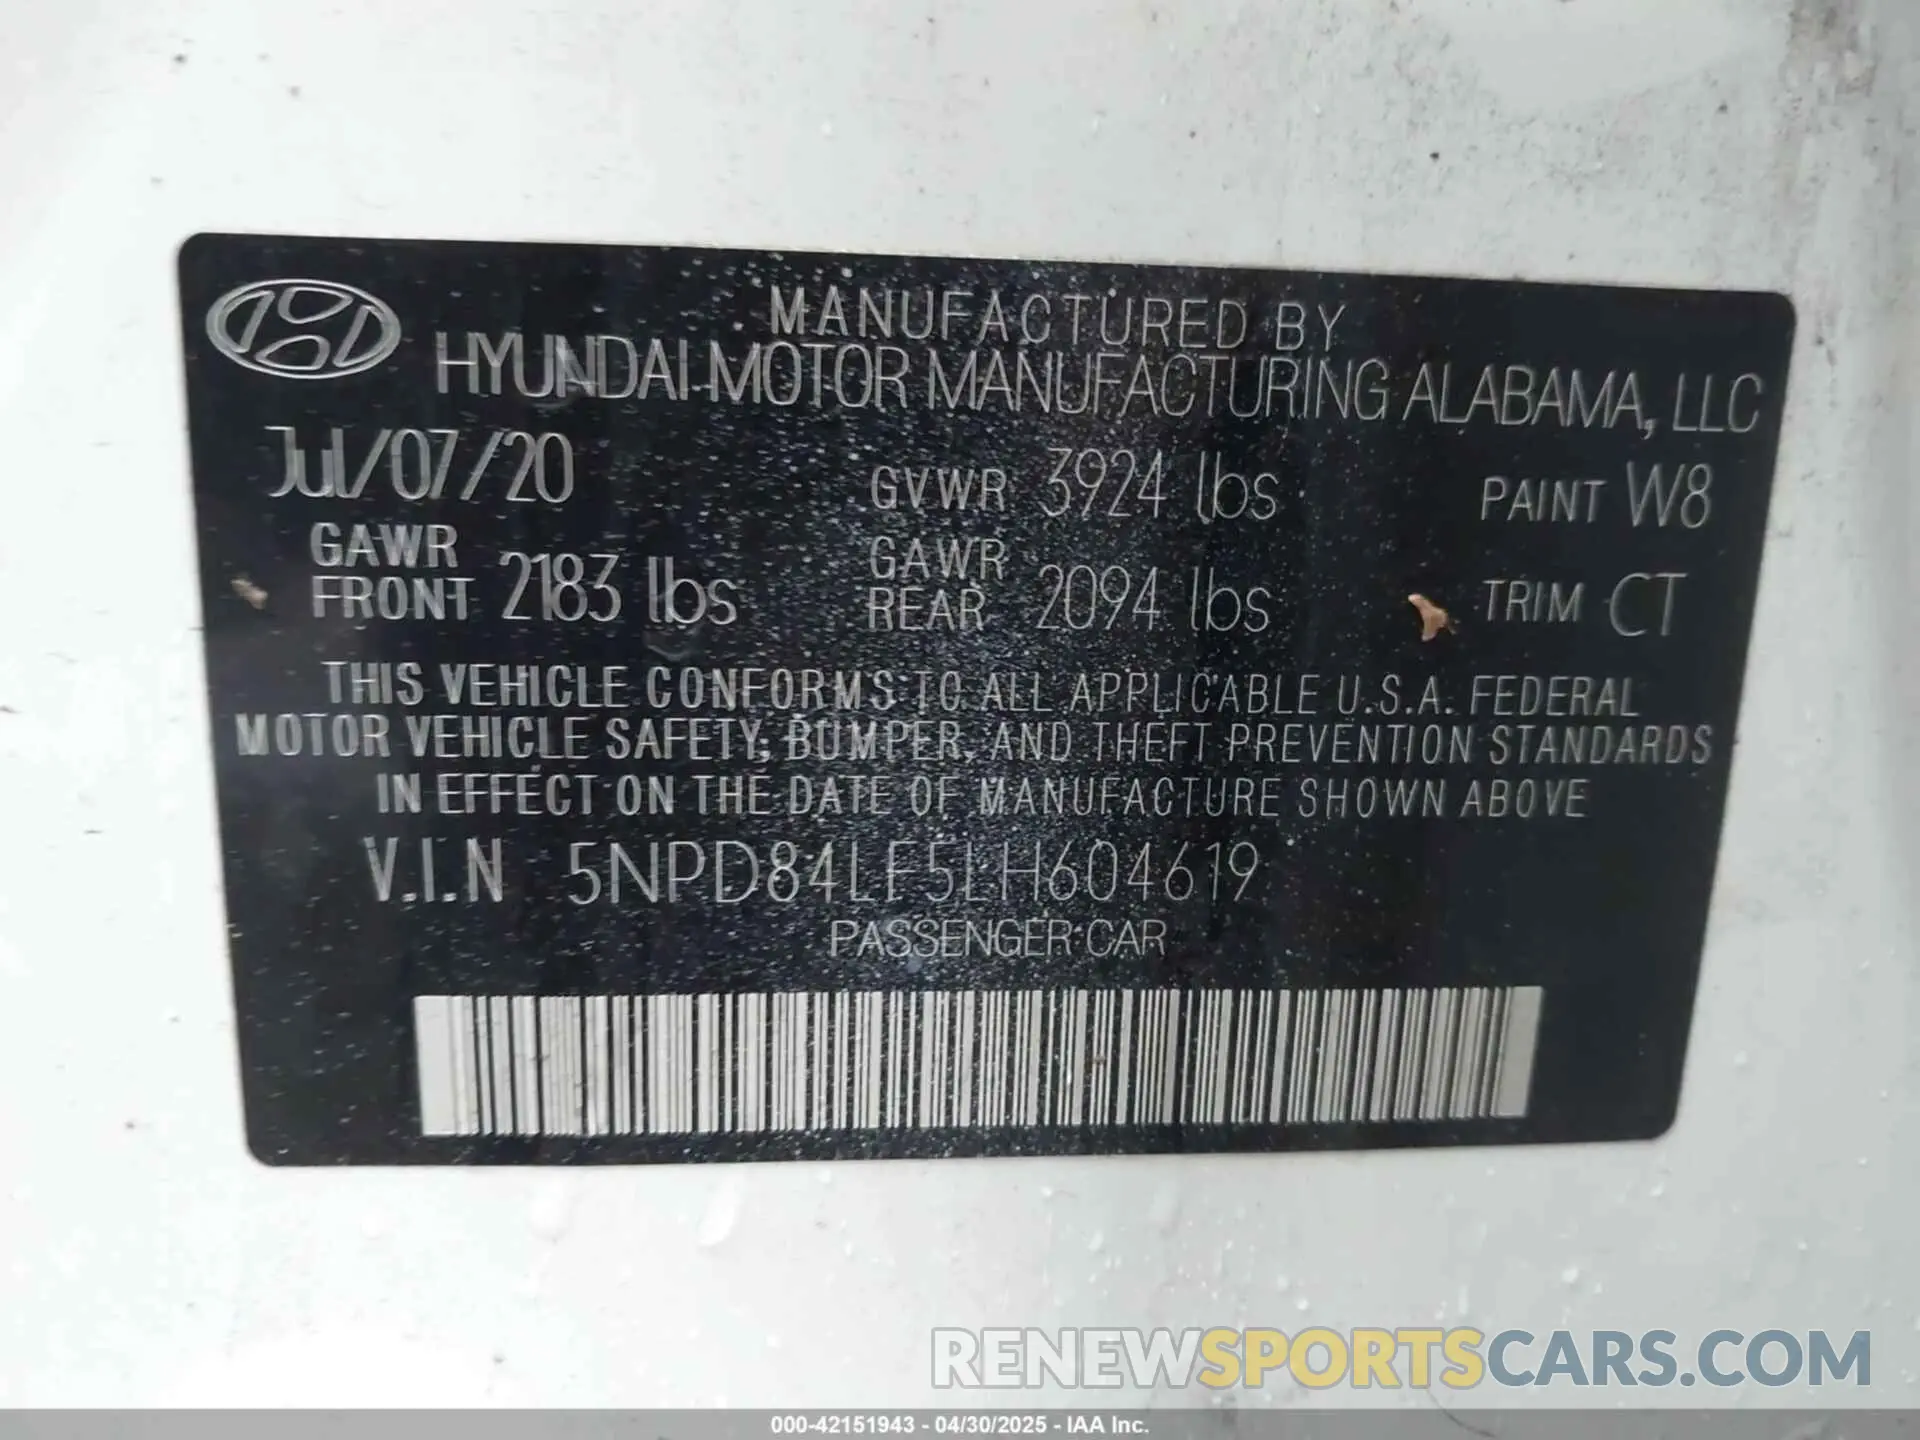 MANUFACTURED BY
HYUNDAI MOTOR MANUFACTURING ALABAMA, LLC
Jul/07/20 GVWR 3924 lbs PAINT W8
GAWR FRONT 2183 lbs GAWR REAR 2094 lbs TRIM CT
THIS VEHICLE CONFORMS TO ALL APPLICABLE U.S.A. FEDERAL
MOTOR VEHICLE SAFETY, BUMPER, AND THEFT PREVENTION STANDARDS
IN EFFECT ON THE DATE OF MANUFACTURE SHOWN ABOVE
V.I.N 5NPD84LF5LH604619
PASSENGER CAR
RENEWSPORTSCARS.COM
000-42151943 - 04/30/2025 - IAA Inc.